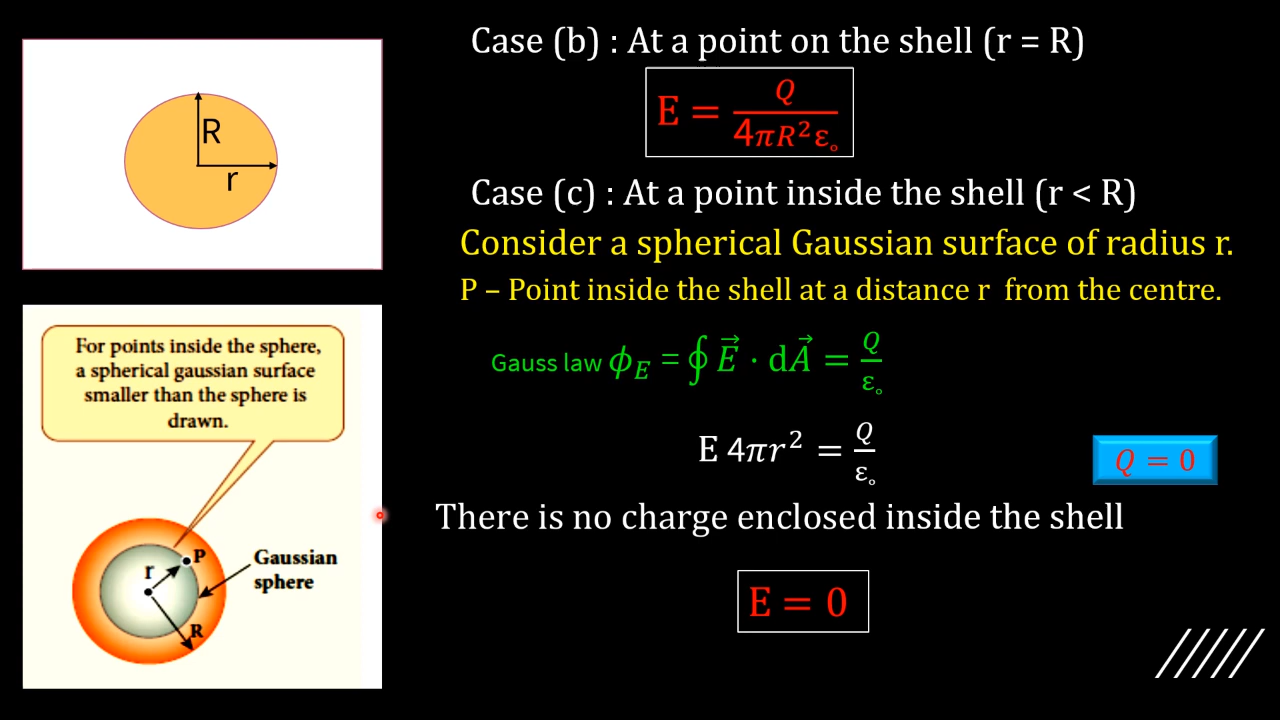 Case (b) : At a point on the shell (r = R)
E = Q / 4πR²ε₀
R
r
Case (c) : At a point inside the shell (r < R)
Consider a spherical Gaussian surface of radius r.
P – Point inside the shell at a distance r from the centre.
For points inside the sphere,
a spherical gaussian surface
smaller than the sphere is
drawn.
Gauss law ϕ_E = ∮ E⃗ · dA⃗ = Q / ε₀
E 4πr² = Q / ε₀
Q = 0
There is no charge enclosed inside the shell
P
r
Gaussian
sphere
R
E = 0